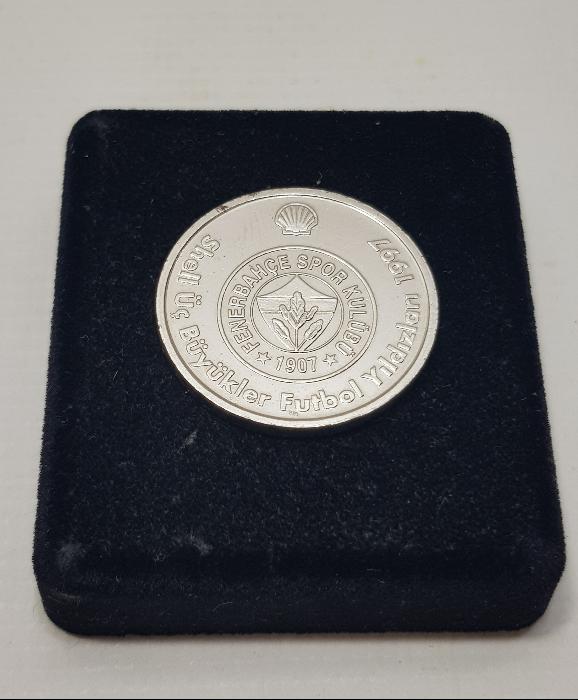 Shell Üç Büyükler Futbol Yıldızları 1997
FENERBAHÇE SPOR KULÜBÜ
1907